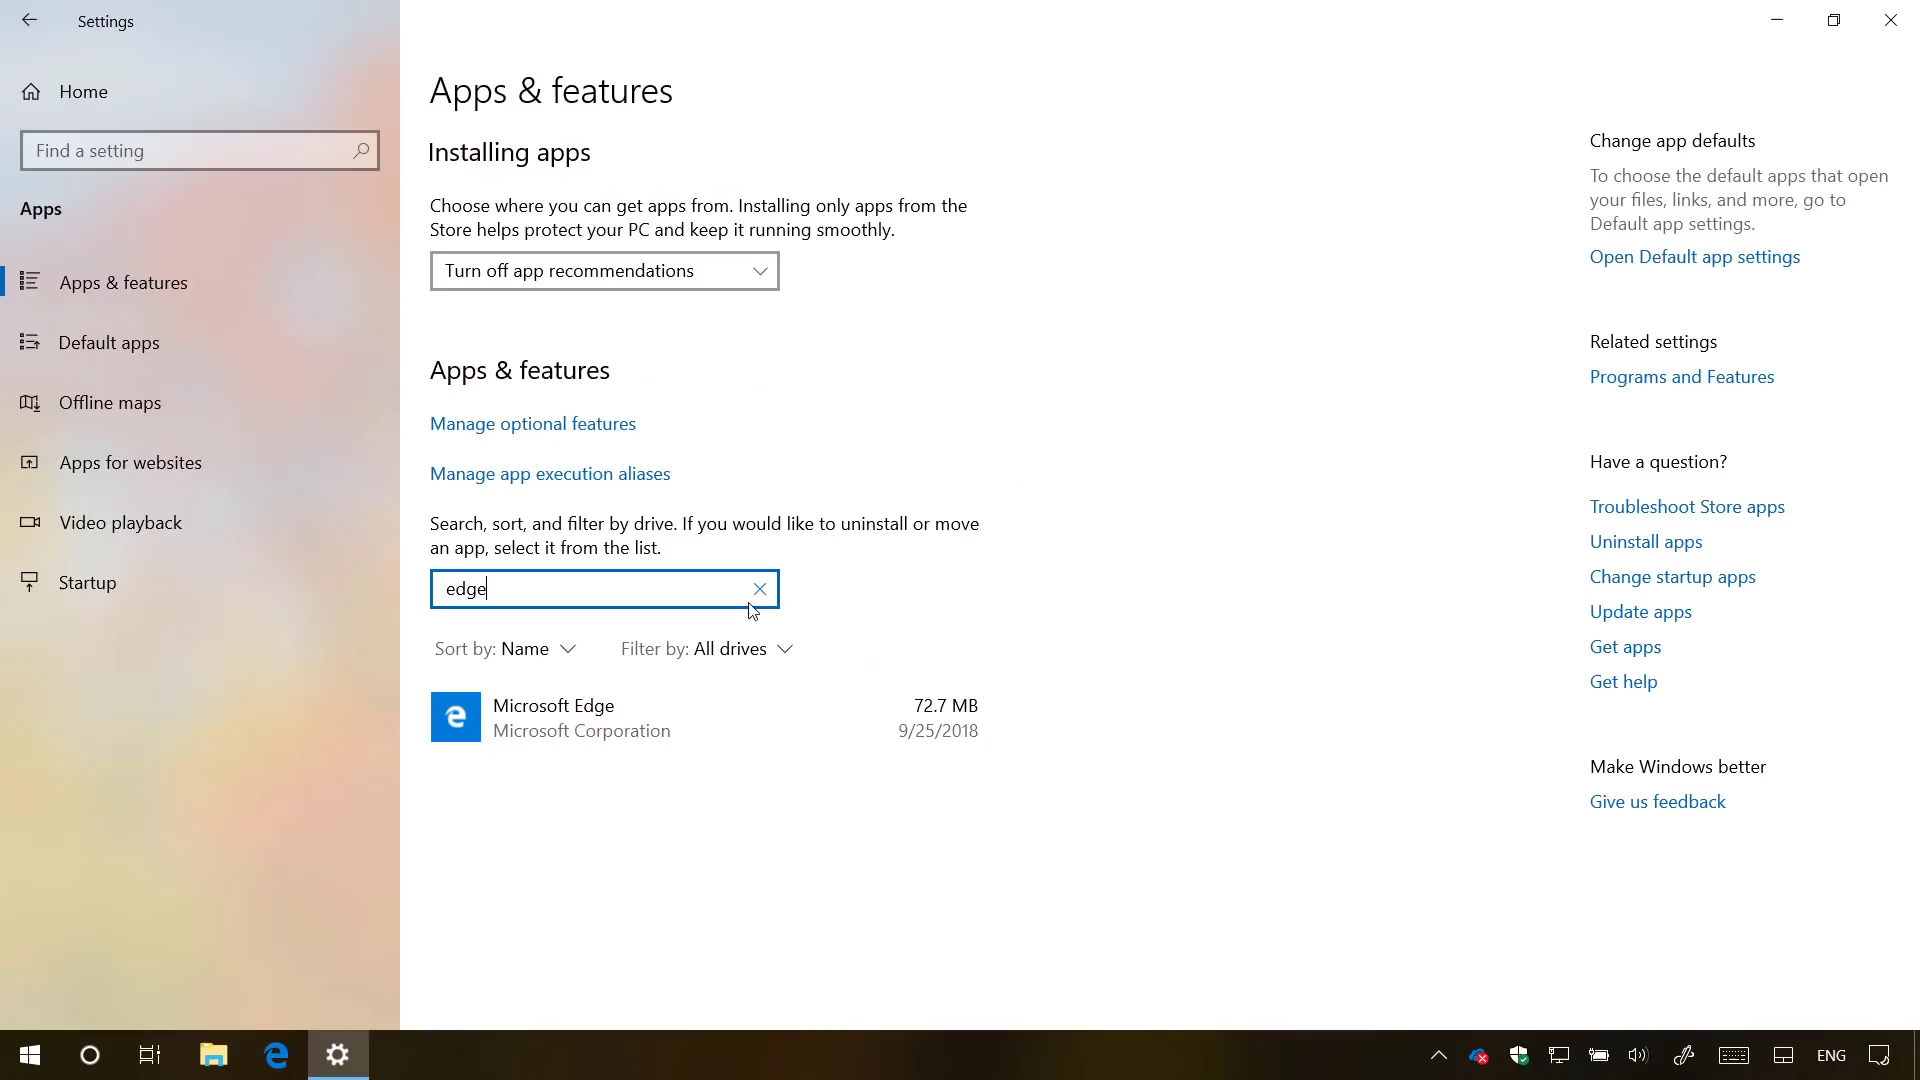 Settings
Home
Find a setting
Apps
Apps & features
Default apps
Offline maps
Apps for websites
Video playback
Startup
Apps & features
Installing apps
Choose where you can get apps from. Installing only apps from the
Store helps protect your PC and keep it running smoothly.
Turn off app recommendations
Apps & features
Manage optional features
Manage app execution aliases
Search, sort, and filter by drive. If you would like to uninstall or move
an app, select it from the list.
edge
Sort by: Name
Filter by: All drives
Microsoft Edge
72.7 MB
Microsoft Corporation
9/25/2018
Change app defaults
To choose the default apps that open
your files, links, and more, go to
Default app settings.
Open Default app settings
Related settings
Programs and Features
Have a question?
Troubleshoot Store apps
Uninstall apps
Change startup apps
Update apps
Get apps
Get help
Make Windows better
Give us feedback
ENG